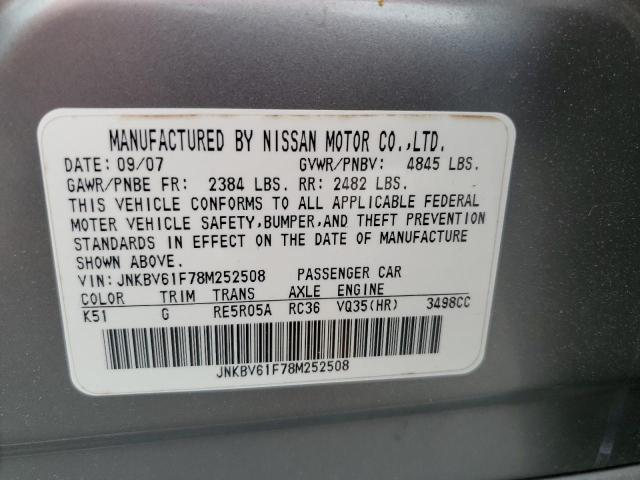 MANUFACTURED BY NISSAN MOTOR CO.,LTD.
DATE: 09/07 GVWR/PNBV: 4845 LBS.
GAWR/PNBE FR: 2384 LBS. RR: 2482 LBS.
THIS VEHICLE CONFORMS TO ALL APPLICABLE FEDERAL
MOTER VEHICLE SAFETY,BUMPER,AND THEFT PREVENTION
STANDARDS IN EFFECT ON THE DATE OF MANUFACTURE
SHOWN ABOVE.
VIN:JNKBV61F78M252508 PASSENGER CAR
COLOR TRIM TRANS AXLE ENGINE
K51 G RE5R05A RC36 VQ35(HR) 3498CC
JNKBV61F78M252508